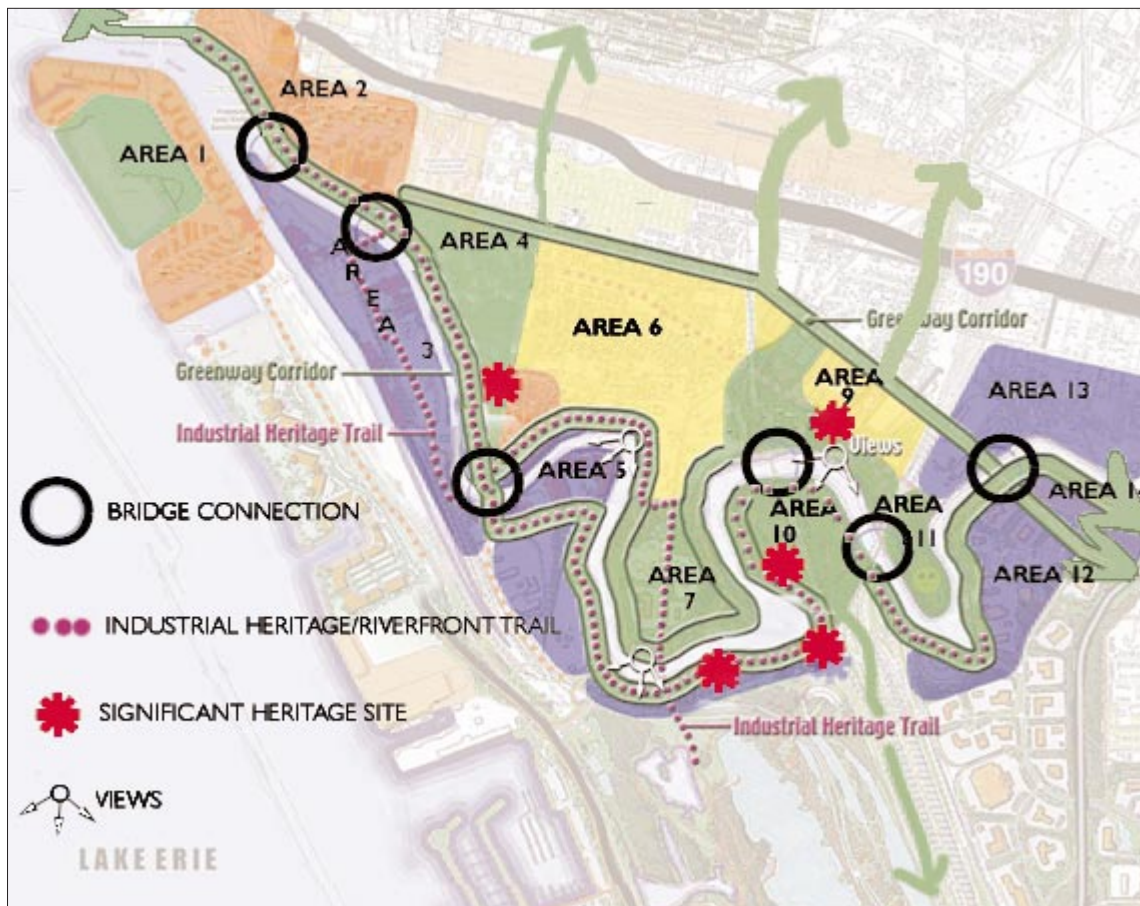 AREA 2
AREA 1
AREA 4
AREA 3
190
Greenway Corridor
AREA 6
Greenway Corridor
AREA 9
AREA 13
Industrial Heritage Trail
Views
AREA 5
BRIDGE CONNECTION
AREA 10
AREA 11
AREA 12
AREA 7
INDUSTRIAL HERITAGE/RIVERFRONT TRAIL
SIGNIFICANT HERITAGE SITE
Industrial Heritage Trail
VIEWS
LAKE ERIE